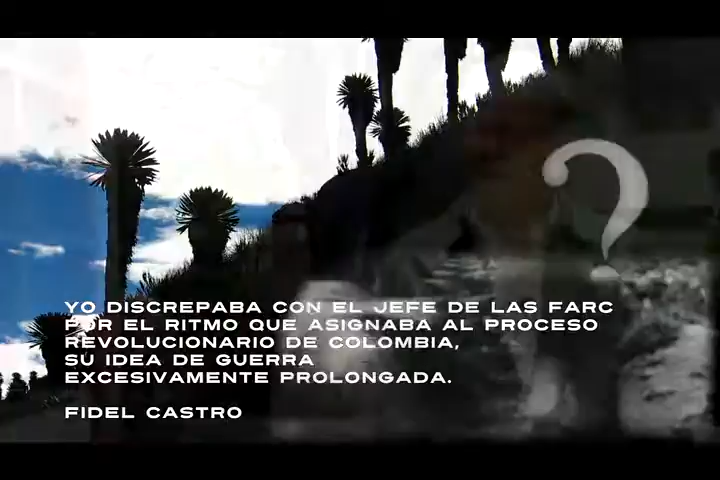 ?
YO DISCREPABA CON EL JEFE DE LAS FARC
POR EL RITMO QUE ASIGNABA AL PROCESO
REVOLUCIONARIO DE COLOMBIA,
SU IDEA DE GUERRA
EXCESIVAMENTE PROLONGADA.
FIDEL CASTRO